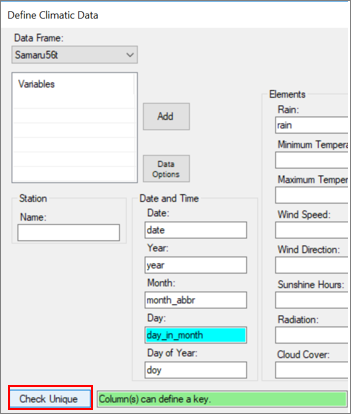 Define Climatic Data
Data Frame:
Samaru56t
Variables
Add
Data
Options
Station
Name:
Date and Time
Date:
date
Year:
year
Month:
month_abbr
Day:
day_in_month
Day of Year:
doy
Elements
Rain:
rain
Minimum Tempera
Maximum Temper
Wind Speed:
Wind Direction:
Sunshine Hours:
Radiation:
Cloud Cover:
Check Unique
Column(s) can define a key.